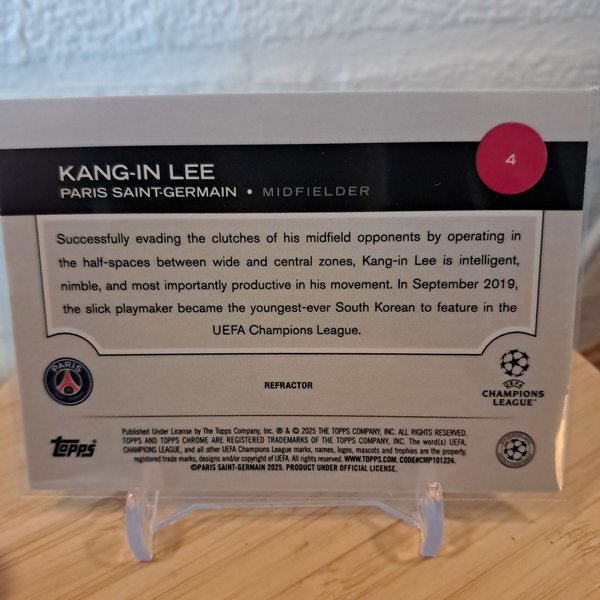 4
KANG-IN LEE
PARIS SAINT-GERMAIN • MIDFIELDER
Successfully evading the clutches of his midfield opponents by operating in
the half-spaces between wide and central zones, Kang-in Lee is intelligent,
nimble, and most importantly productive in his movement. In September 2019,
the slick playmaker became the youngest-ever South Korean to feature in the
UEFA Champions League.
PARIS
REFRACTOR
UEFA
CHAMPIONS
LEAGUE
Topps
Published Under License by The Topps Company, Inc. ® & © 2025 THE TOPPS COMPANY, INC. ALL RIGHTS RESERVED.
TOPPS AND TOPPS CHROME ARE REGISTERED TRADEMARKS OF THE TOPPS COMPANY, INC. The word(s) UEFA,
CHAMPIONS LEAGUE, and all other UEFA Champions League marks, names, logos, mascots and trophies are the property,
registered trade marks, designs and/or copyright of UEFA. All rights reserved. WWW.TOPPS.COM. CODE#CMP101224.
©PARIS SAINT-GERMAIN 2025. PRODUCT UNDER OFFICIAL LICENSE.